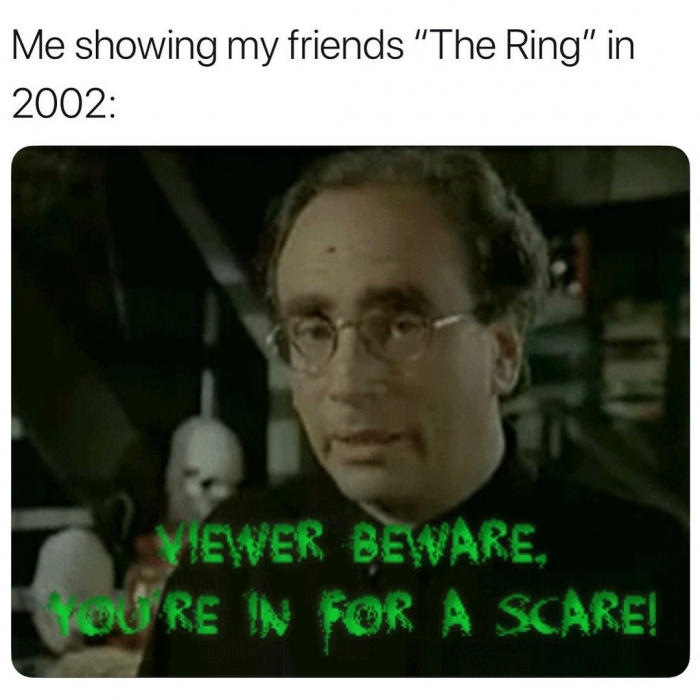 Me showing my friends “The Ring” in
2002:
VIEWER BEWARE,
YOU'RE IN FOR A SCARE!